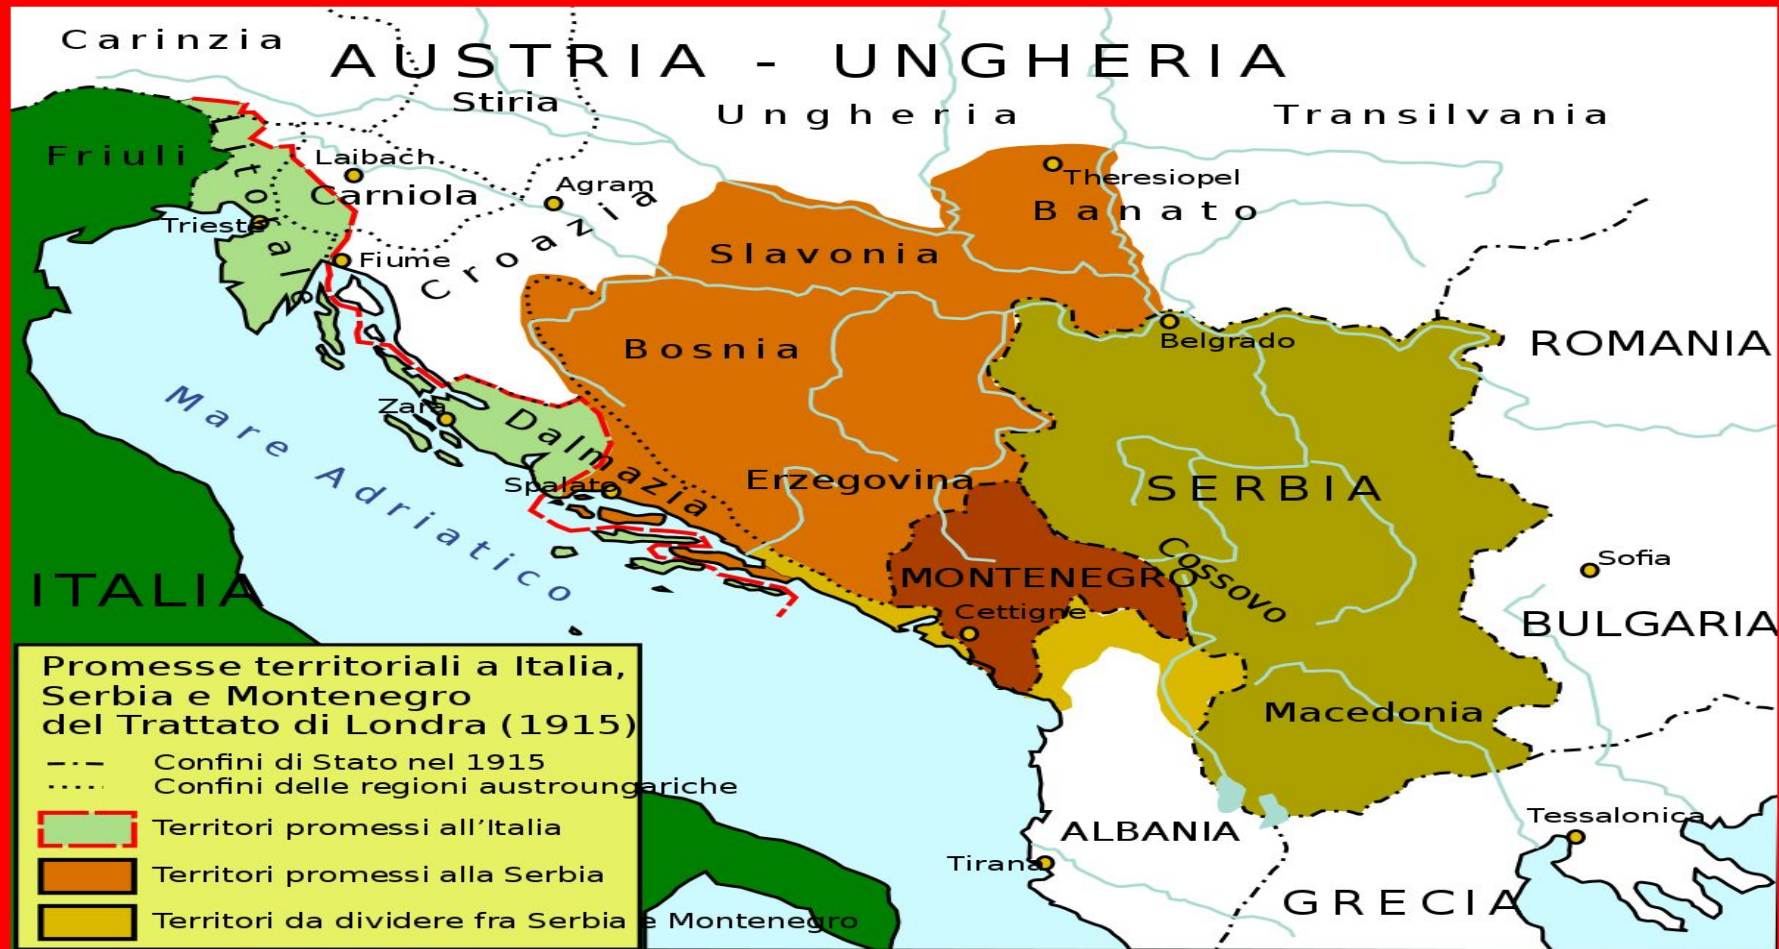 Carinzia
AUSTRIA - UNGHERIA
Stiria
Ungheria
Transilvania
Friuli
Litorale
Laibach
Carniola
Agram
Theresiopel
Banato
Trieste
Fiume
Croazia
Slavonia
Bosnia
Belgrado
ROMANIA
Mare Adriatico
Zara
Dalmazia
Spalato
Erzegovina
SERBIA
Cossovo
Sofia
ITALIA
MONTENEGRO
Cettigne
BULGARIA
Macedonia
Promesse territoriali a Italia,
Serbia e Montenegro
del Trattato di Londra (1915)
Confini di Stato nel 1915
Confini delle regioni austroungariche
Territori promessi all'Italia
Territori promessi alla Serbia
Territori da dividere fra Serbia e Montenegro
ALBANIA
Tirana
Tessalonica
GRECIA